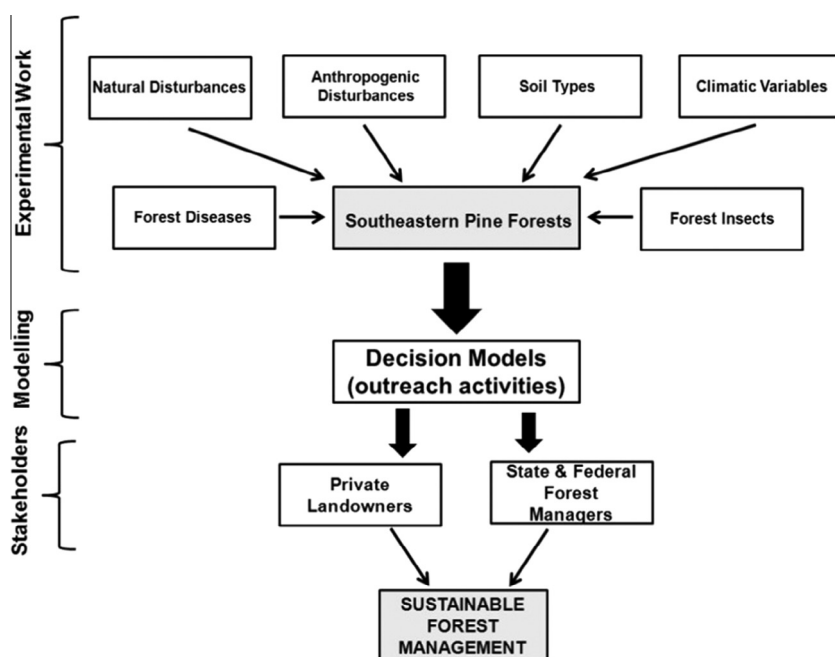 Experimental Work
Natural Disturbances
Anthropogenic
Disturbances
Soil Types
Climatic Variables
Forest Diseases
Southeastern Pine Forests
Forest Insects
Modelling
Decision Models
(outreach activities)
Stakeholders
Private
Landowners
State & Federal
Forest
Managers
SUSTAINABLE
FOREST
MANAGEMENT